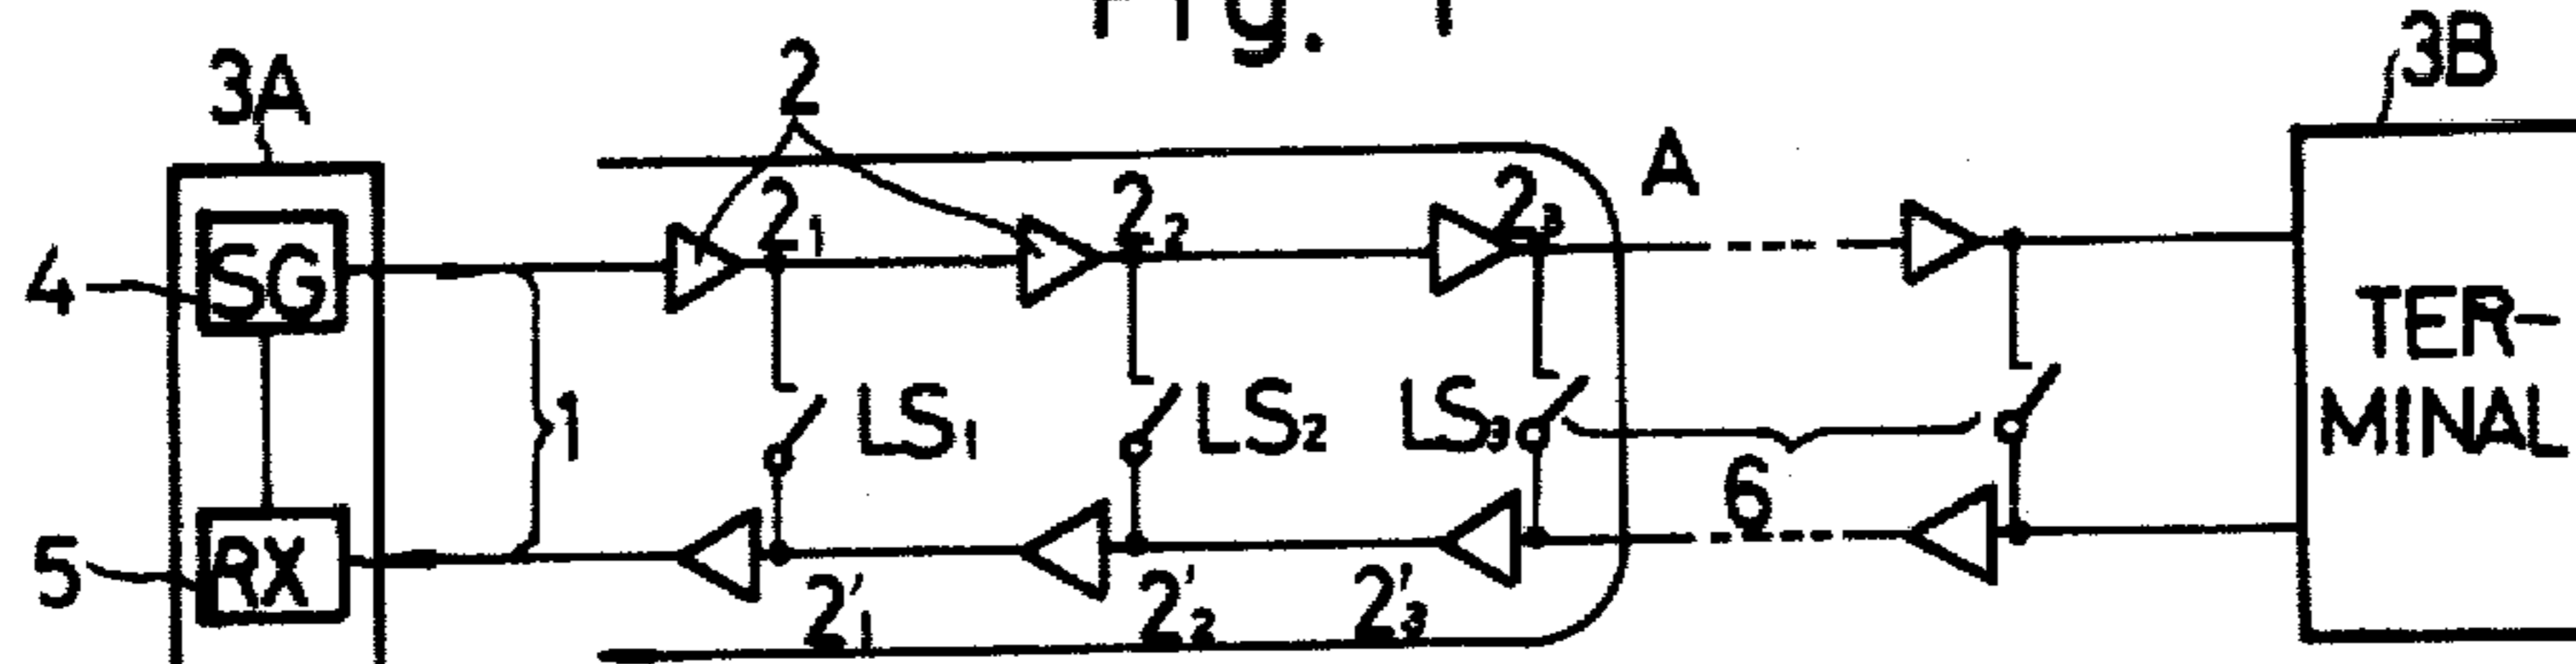 Fig. 1
3A
2
3B
A
2₁
2₂
2₃
4
SG
TER-
MINAL
1
LS₁
LS₂
LS₃
6
5
RX
2'₁
2'₂
2'₃